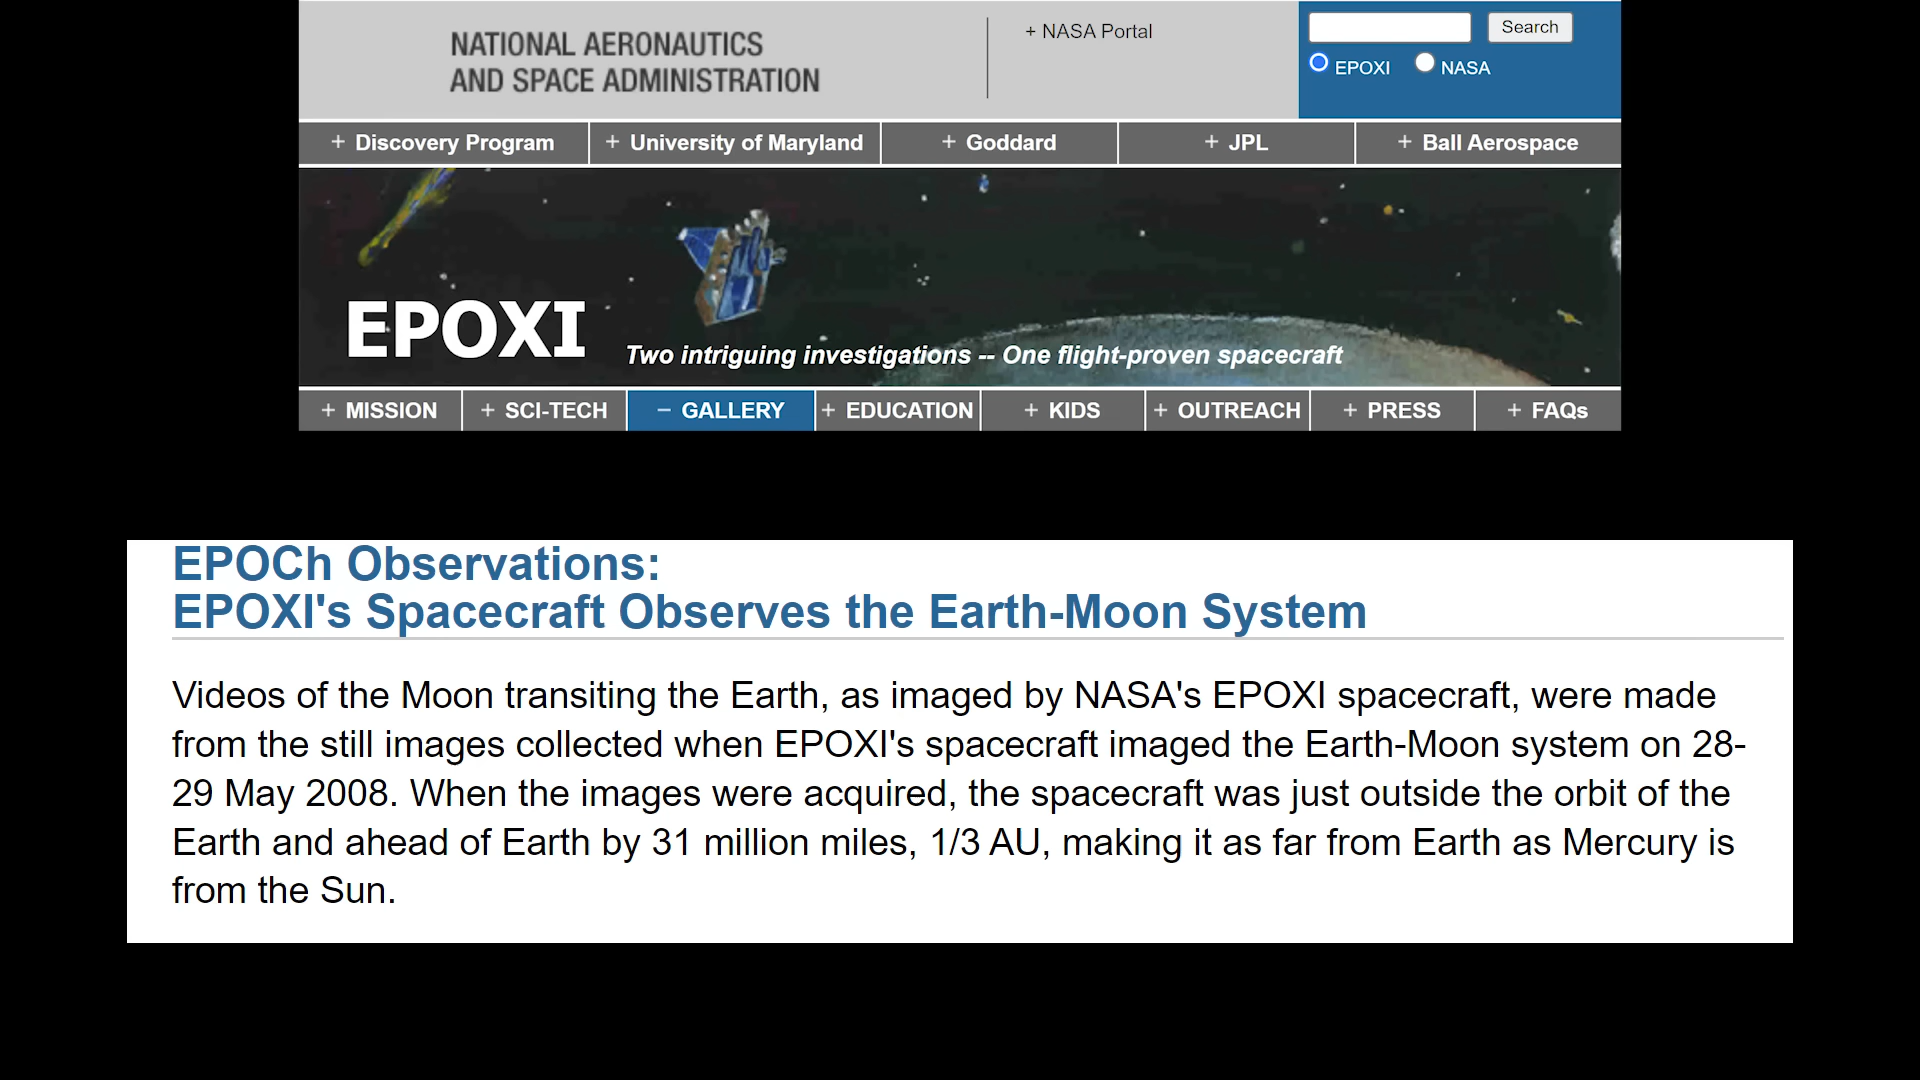 NATIONAL AERONAUTICS
AND SPACE ADMINISTRATION
+ NASA Portal
Search
EPOXI NASA
+ Discovery Program + University of Maryland + Goddard + JPL + Ball Aerospace
EPOXI
Two intriguing investigations -- One flight-proven spacecraft
+ MISSION + SCI-TECH – GALLERY + EDUCATION + KIDS + OUTREACH + PRESS + FAQs
EPOCh Observations:
EPOXI's Spacecraft Observes the Earth-Moon System
Videos of the Moon transiting the Earth, as imaged by NASA's EPOXI spacecraft, were made
from the still images collected when EPOXI's spacecraft imaged the Earth-Moon system on 28-
29 May 2008. When the images were acquired, the spacecraft was just outside the orbit of the
Earth and ahead of Earth by 31 million miles, 1/3 AU, making it as far from Earth as Mercury is
from the Sun.